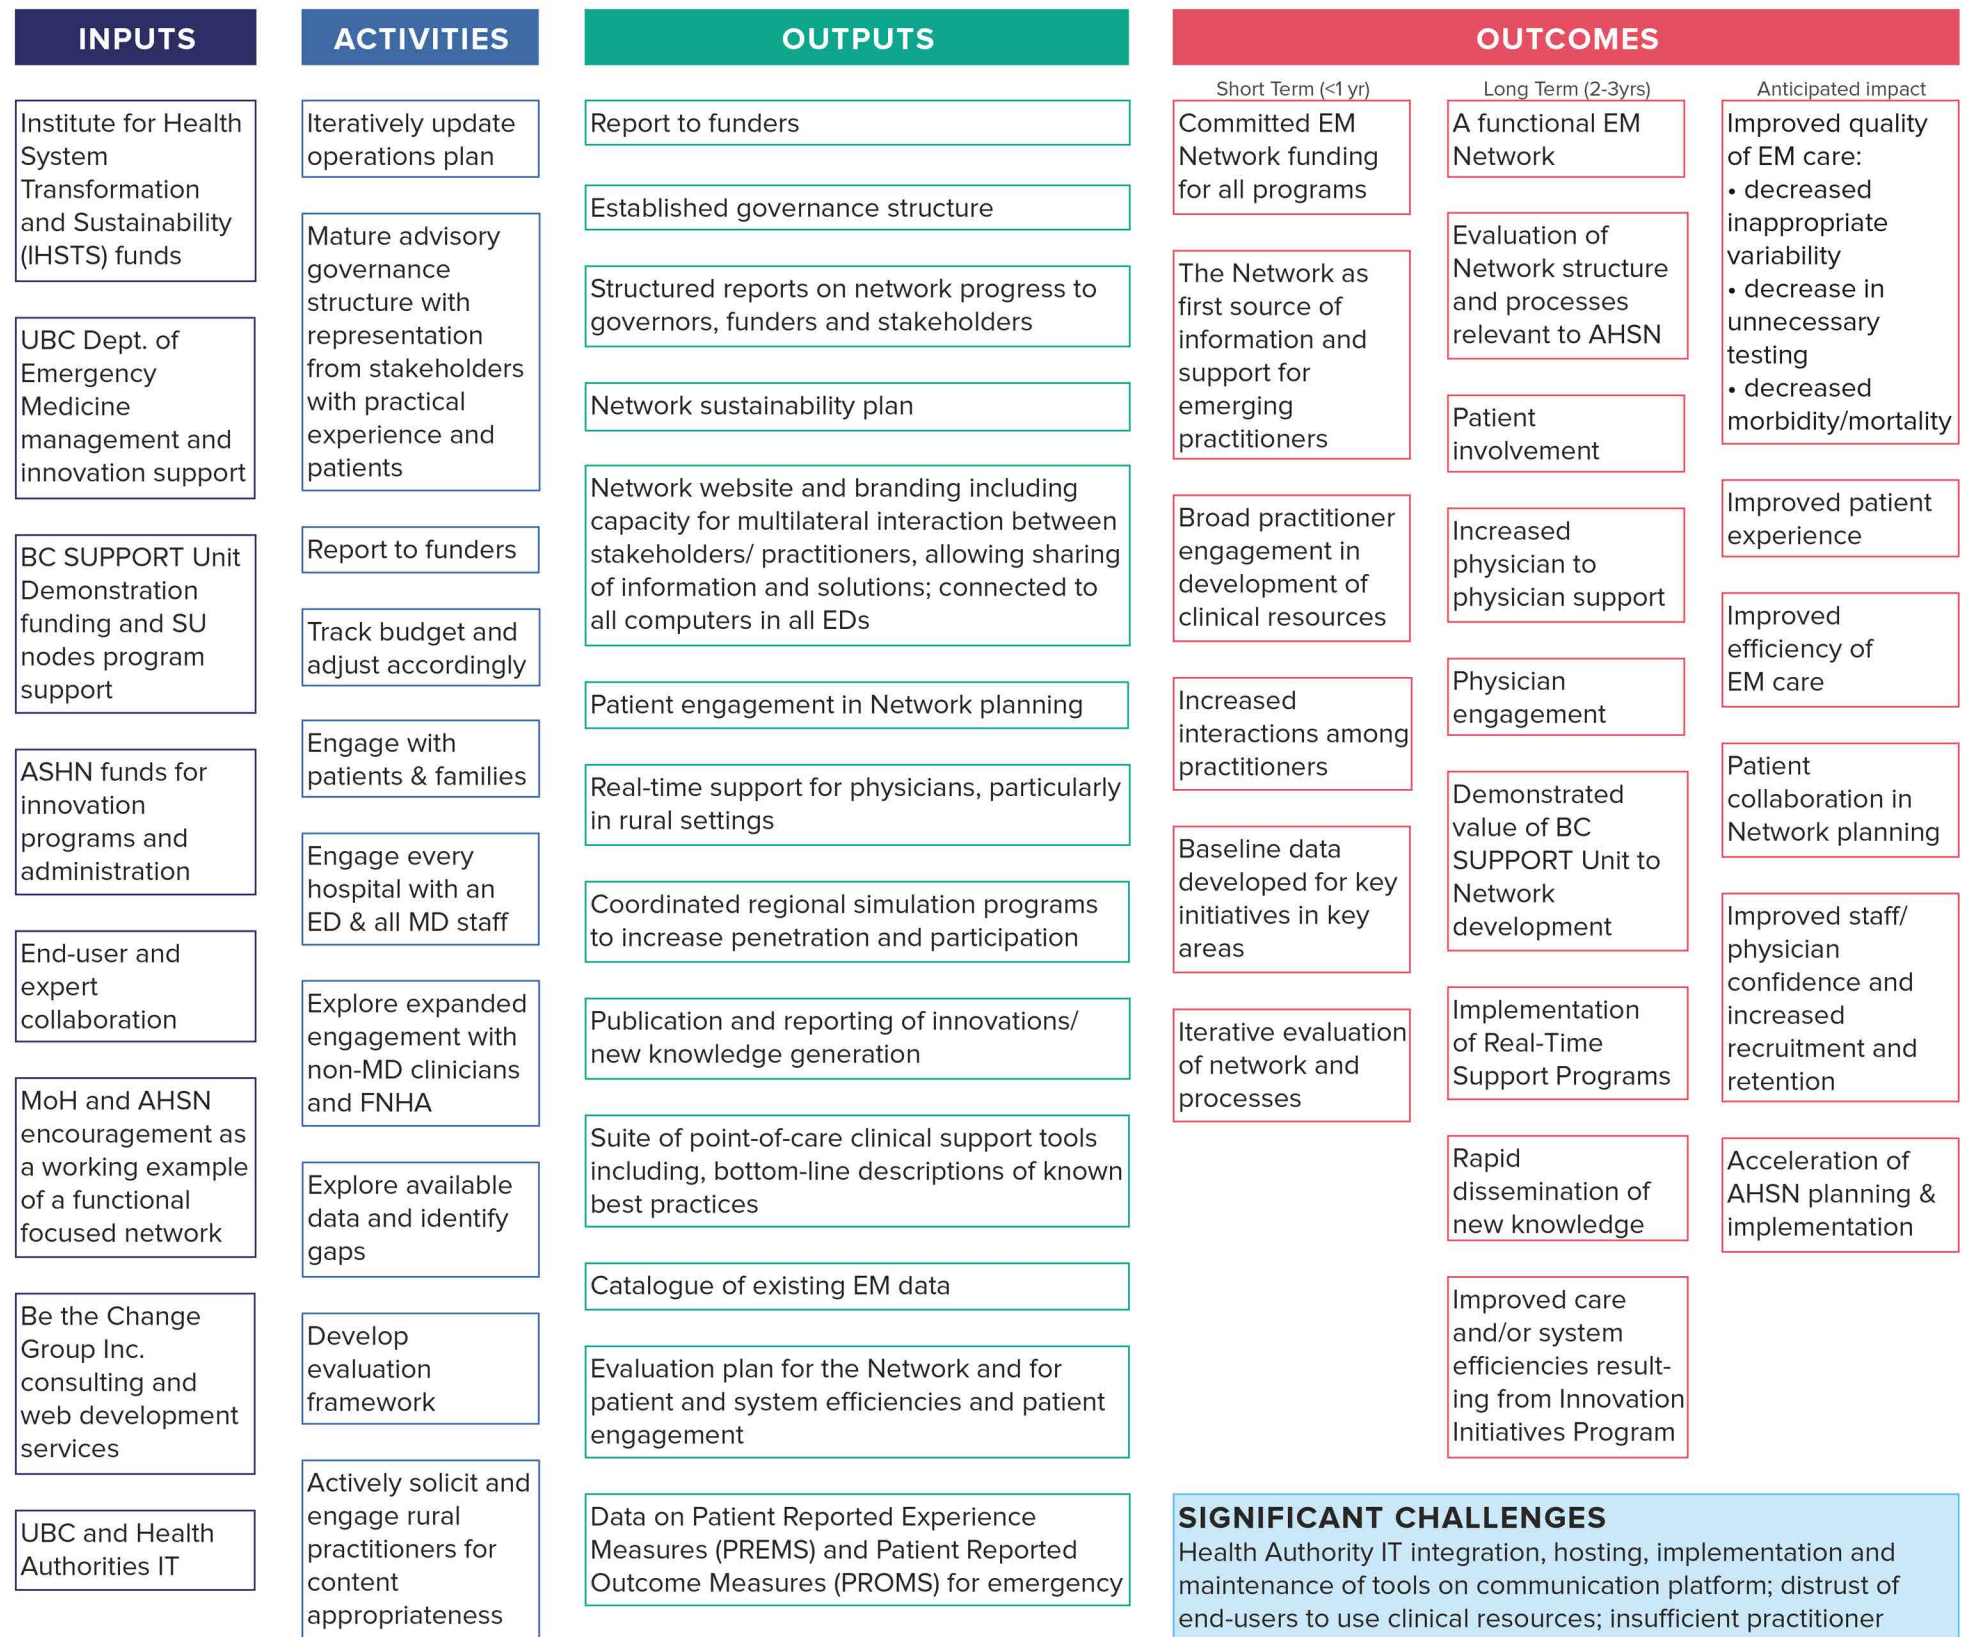 INPUTS
Institute for Health
System
Transformation
and Sustainability
(IHSTS) funds
UBC Dept. of
Emergency
Medicine
management and
innovation support
BC SUPPORT Unit
Demonstration
funding and SU
nodes program
support
ASHN funds for
innovation
programs and
administration
End-user and
expert
collaboration
MoH and AHSN
encouragement as
a working example
of a functional
focused network
Be the Change
Group Inc.
consulting and
web development
services
UBC and Health
Authorities IT
ACTIVITIES
Iteratively update
operations plan
Mature advisory
governance
structure with
representation
from stakeholders
with practical
experience and
patients
Report to funders
Track budget and
adjust accordingly
Engage with
patients & families
Engage every
hospital with an
ED & all MD staff
Explore expanded
engagement with
non-MD clinicians
and FNHA
Explore available
data and identify
gaps
Develop
evaluation
framework
Actively solicit and
engage rural
practitioners for
content
appropriateness
OUTPUTS
Report to funders
Established governance structure
Structured reports on network progress to
governors, funders and stakeholders
Network sustainability plan
Network website and branding including
capacity for multilateral interaction between
stakeholders/ practitioners, allowing sharing
of information and solutions; connected to
all computers in all EDs
Patient engagement in Network planning
Real-time support for physicians, particularly
in rural settings
Coordinated regional simulation programs
to increase penetration and participation
Publication and reporting of innovations/
new knowledge generation
Suite of point-of-care clinical support tools
including, bottom-line descriptions of known
best practices
Catalogue of existing EM data
Evaluation plan for the Network and for
patient and system efficiencies and patient
engagement
Data on Patient Reported Experience
Measures (PREMS) and Patient Reported
Outcome Measures (PROMS) for emergency
OUTCOMES
Short Term (<1 yr)
Committed EM
Network funding
for all programs
The Network as
first source of
information and
support for
emerging
practitioners
Broad practitioner
engagement in
development of
clinical resources
Increased
interactions among
practitioners
Baseline data
developed for key
initiatives in key
areas
Iterative evaluation
of network and
processes
Long Term (2-3yrs)
A functional EM
Network
Evaluation of
Network structure
and processes
relevant to AHSN
Patient
involvement
Increased
physician to
physician support
Physician
engagement
Demonstrated
value of BC
SUPPORT Unit to
Network
development
Implementation
of Real-Time
Support Programs
Rapid
dissemination of
new knowledge
Improved care
and/or system
efficiencies result-
ing from Innovation
Initiatives Program
Anticipated impact
Improved quality
of EM care:
• decreased
inappropriate
variability
• decrease in
unnecessary
testing
• decreased
morbidity/mortality
Improved patient
experience
Improved
efficiency of
EM care
Patient
collaboration in
Network planning
Improved staff/
physician
confidence and
increased
recruitment and
retention
Acceleration of
AHSN planning &
implementation
SIGNIFICANT CHALLENGES
Health Authority IT integration, hosting, implementation and
maintenance of tools on communication platform; distrust of
end-users to use clinical resources; insufficient practitioner